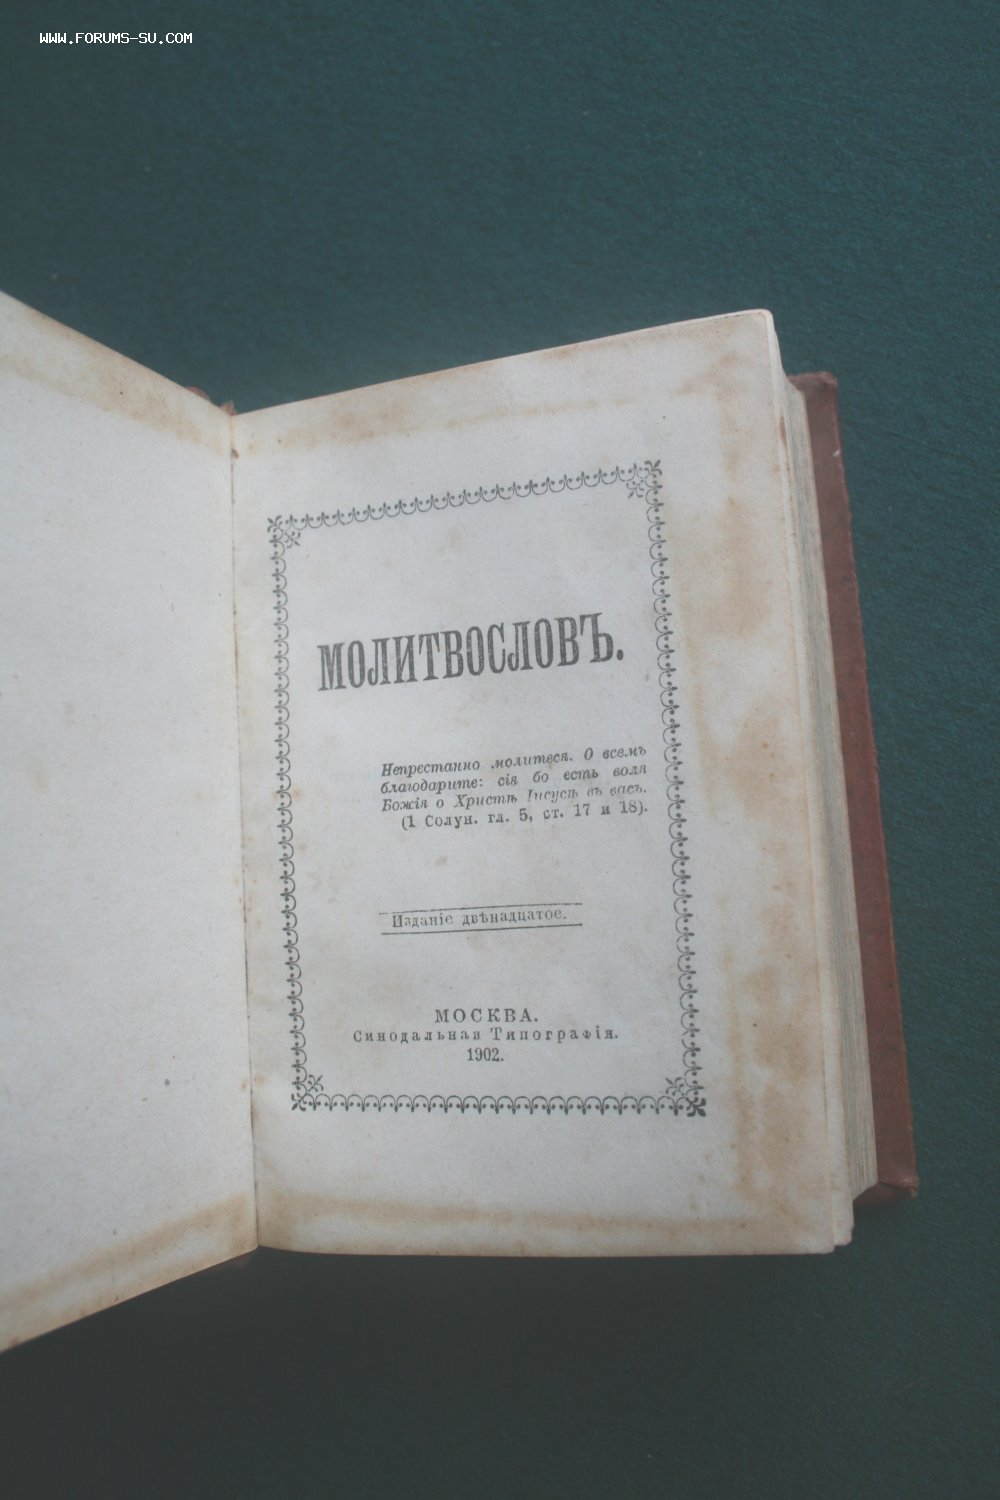 WWW.FORUMS-SU.COM
МОЛИТВОСЛОВЪ.
Непрестанно молитеся. О всемъ
благодарите: сія бо есть воля
Божія о Христѣ Іисусѣ въ васъ.
(1 Солун. гл. 5, ст. 17 и 18).
Изданіе двѣнадцатое.
МОСКВА.
Синодальная Типографія.
1902.